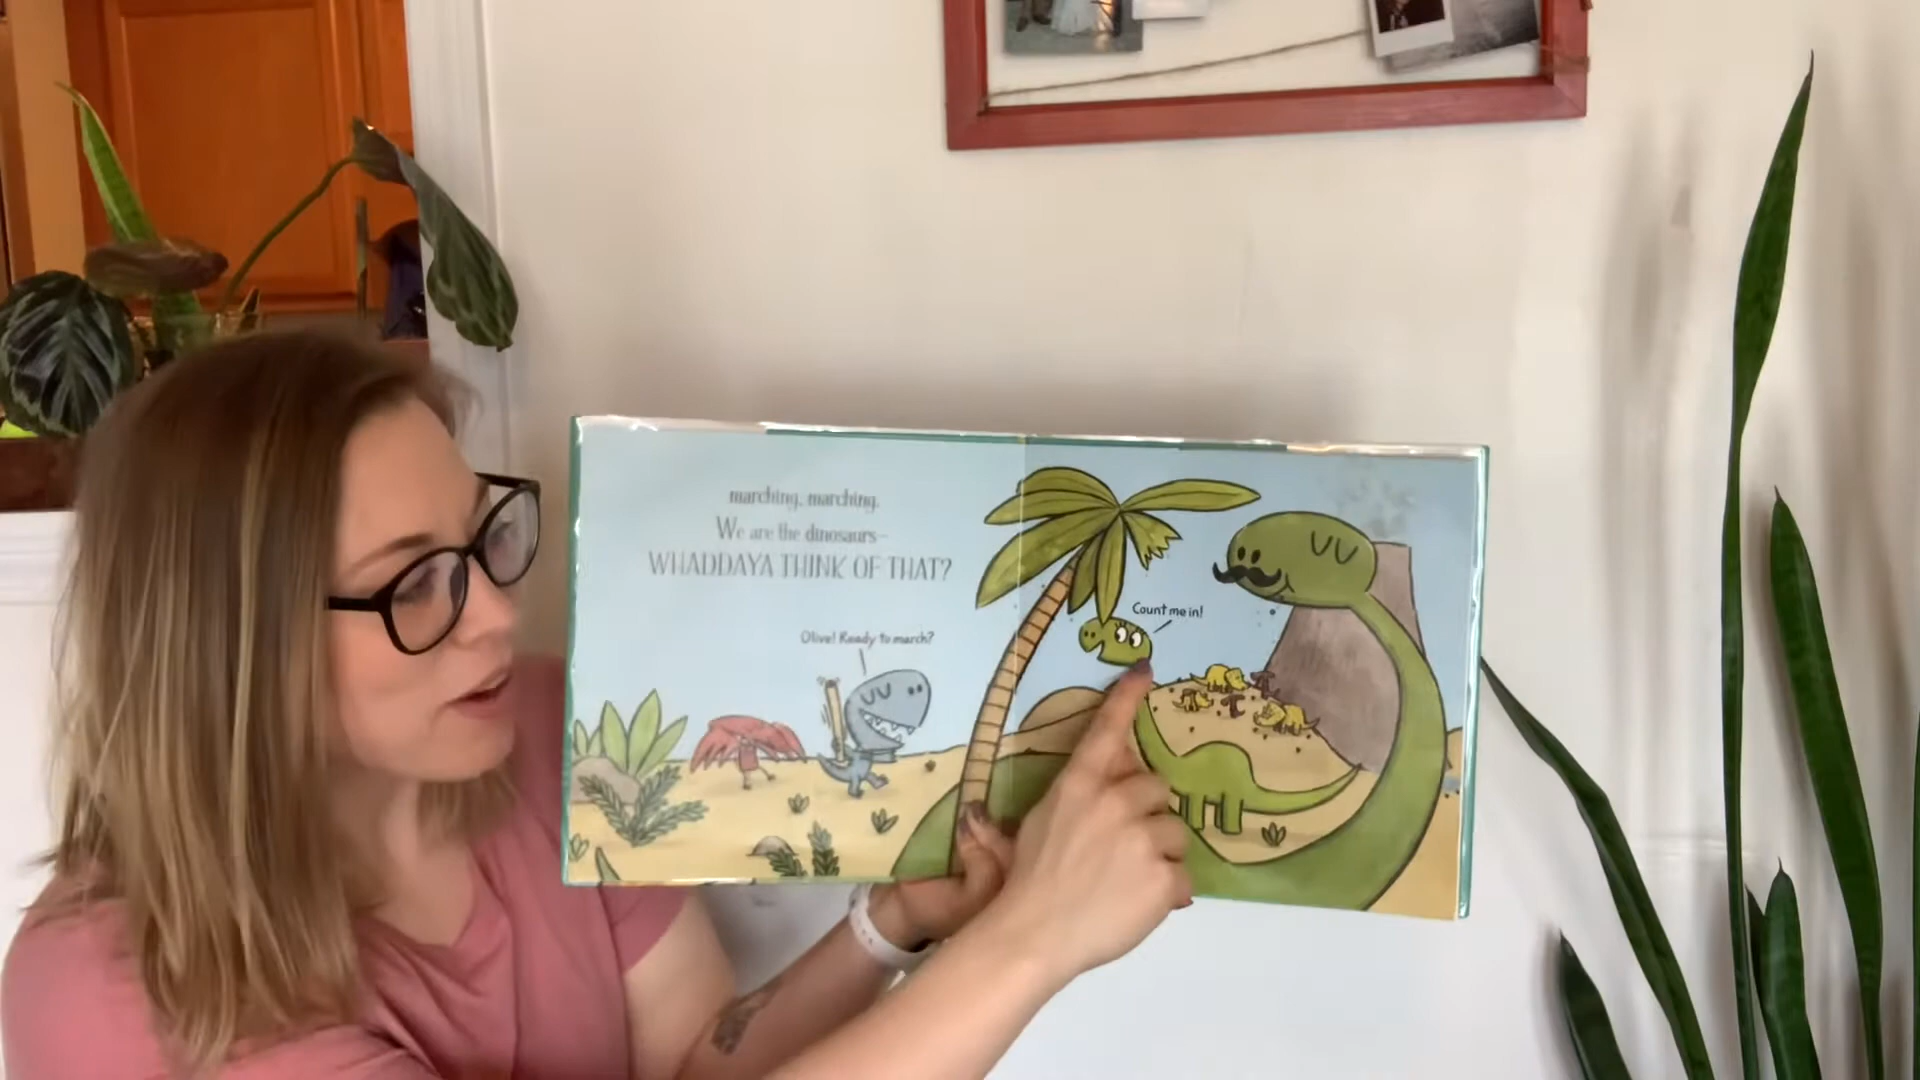 marching, marching.
We are the dinosaurs—
WHADDAYA THINK OF THAT?
Olive! Ready to march?
Count me in!